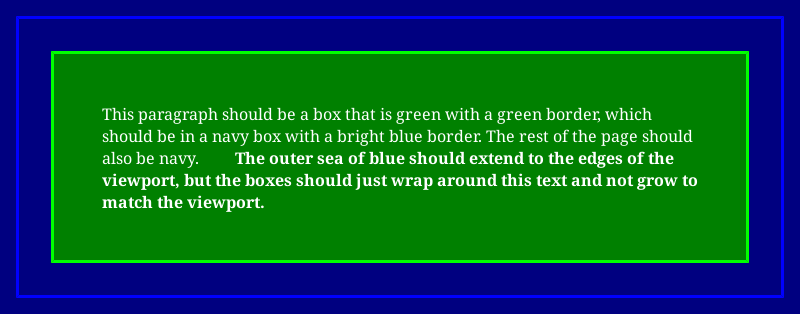 This paragraph should be a box that is green with a green border, which
should be in a navy box with a bright blue border. The rest of the page should
also be navy. The outer sea of blue should extend to the edges of the
viewport, but the boxes should just wrap around this text and not grow to
match the viewport.